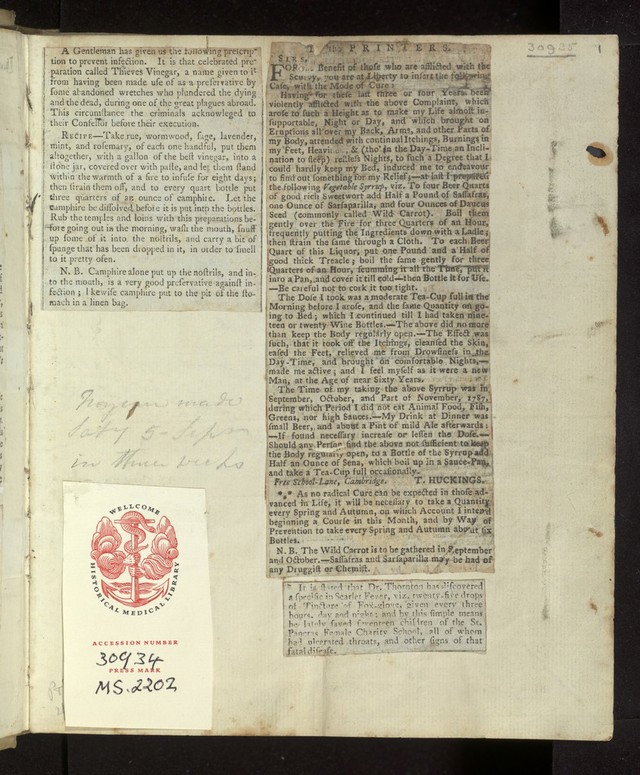 A Gentleman has given us the following prescrip-
tion to prevent infection. It is that celebrated pre-
paration called Thieves Vinegar, a name given to it
from having been made use of as a preservative by
some abandoned wretches who plundered the dying
and the dead, during one of the great plagues abroad.
This circumstance the criminals acknowleged to
their Confessor before their execution.
RECIPE—Take rue, wormwood, sage, lavender,
mint, and rosemary, of each one handful, put them
altogether, with a gallon of the best vinegar, into a
stone jar, covered over with paste, and let them stand
within the warmth of a fire to infuse for eight days;
then strain them off, and to every quart bottle put
three quarters of an ounce of camphire. Let the
camphire be dissolved before it is put into the bottles.
Rub the temples and loins with this preparations be-
fore going out in the morning, wash the mouth, snuff
up some of it into the nostrils, and carry a bit of
spunge that has been dropped in it, in order to smell
to it pretty ofen.
N. B. Camphire alone put up the nostrils, and in-
to the mouth, is a very good preservative against in-
fection; likewise camphire put to the pit of the sto-
mach in a linen bag.
made
in
WELLCOME
HISTORICAL MEDICAL LIBRARY
ACCESSION NUMBER
30934
PRESS MARK
MS.2202
30935
1
PRINTERS.
SIRS,
FOR Benefit of those who are afflicted with the
Scurvy, you are at Liberty to insert the following
Case, with the Mode of Cure:
Having for these last three or four Years been
violently afflicted with the above Complaint, which
arose to such a Height as to make my Life almost in-
supportable, Night or Day, and which brought on
Eruptions all over my Back, Arms, and other Parts of
my Body, attended with continual Itchings, Burnings in
my Feet, & (tho' in the Day-Time an Incli-
nation to sleep) restless Nights, to such a Degree that I
could hardly keep my Bed, induced me to endeavour
to find out something for my Relief;—at last I prepared
the following Vegetable Syrrup, viz. To four Beer Quarts
of good rich Sweetwort add Half a Pound of Sassafras,
one Ounce of Sarsaparilla, and four Ounces of Daucus
Seed (commonly called Wild Carrot). Boil them
gently over the Fire for three Quarters of an Hour,
frequently putting the Ingredients down with a Ladle;
then strain the same through a Cloth. To each Beer
Quart of this Liquor, put one Pound and a Half of
good thick Treacle; boil the same gently for three
Quarters of an Hour, scumming it all the Time, put it
into a Pan, and cover it till cold—then Bottle it for Use.
—Be careful not to cork it too tight.
The Dose I took was a moderate Tea-Cup full in the
Morning before I arose, and the same Quantity on go-
ing to Bed; which I continued till I had taken nine-
teen or twenty Wine Bottles.—The above did no more
than keep the Body regularly open.—The Effect was
such, that it took off the Itchings, cleansed the Skin,
eased the Feet, relieved me from Drowsiness in the
Day-Time, and brought on comfortable Nights,—
made me active; and I feel myself as it were a new
Man, at the Age of near Sixty Years.
The Time of my taking the above Syrrup was in
September, October, and Part of November, 1787,
during which Period I did not eat Animal Food, Fish,
Greens, nor high Sauces.—My Drink at Dinner was
small Beer, and about a Pint of mild Ale afterwards:
—If found necessary increase or lessen the Dose.—
Should any Person find the above not sufficient to keep
the Body regularly open, to a Bottle of the Syrrup add
Half an Ounce of Sena, which boil up in a Sauce-Pan,
and take a Tea-Cup full occasionally.
Free School-Lane, Cambridge. T. HUCKINGS.
*⁎* As no radical Cure can be expected in those ad-
vanced in Life, it will be necessary to take a Quantity
every Spring and Autumn, on which Account I intend
beginning a Course in this Month, and by Way of
Prevention to take every Spring and Autumn about six
Bottles.
N. B. The Wild Carrot is to be gathered in September
and October.—Sassafras and Sarsaparilla may be had of
any Druggist or Chemist.
It is stated that Dr. Thornton has discovered
a specific in Scarlet Fever, viz. twenty-five drops
of Tincture of Fox-glove, given every three
hours, day and night; and by this simple means
he lately saved seventeen children of the St.
Pancras Female Charity School, all of whom
had ulcerated throats, and other signs of that
fatal disease.